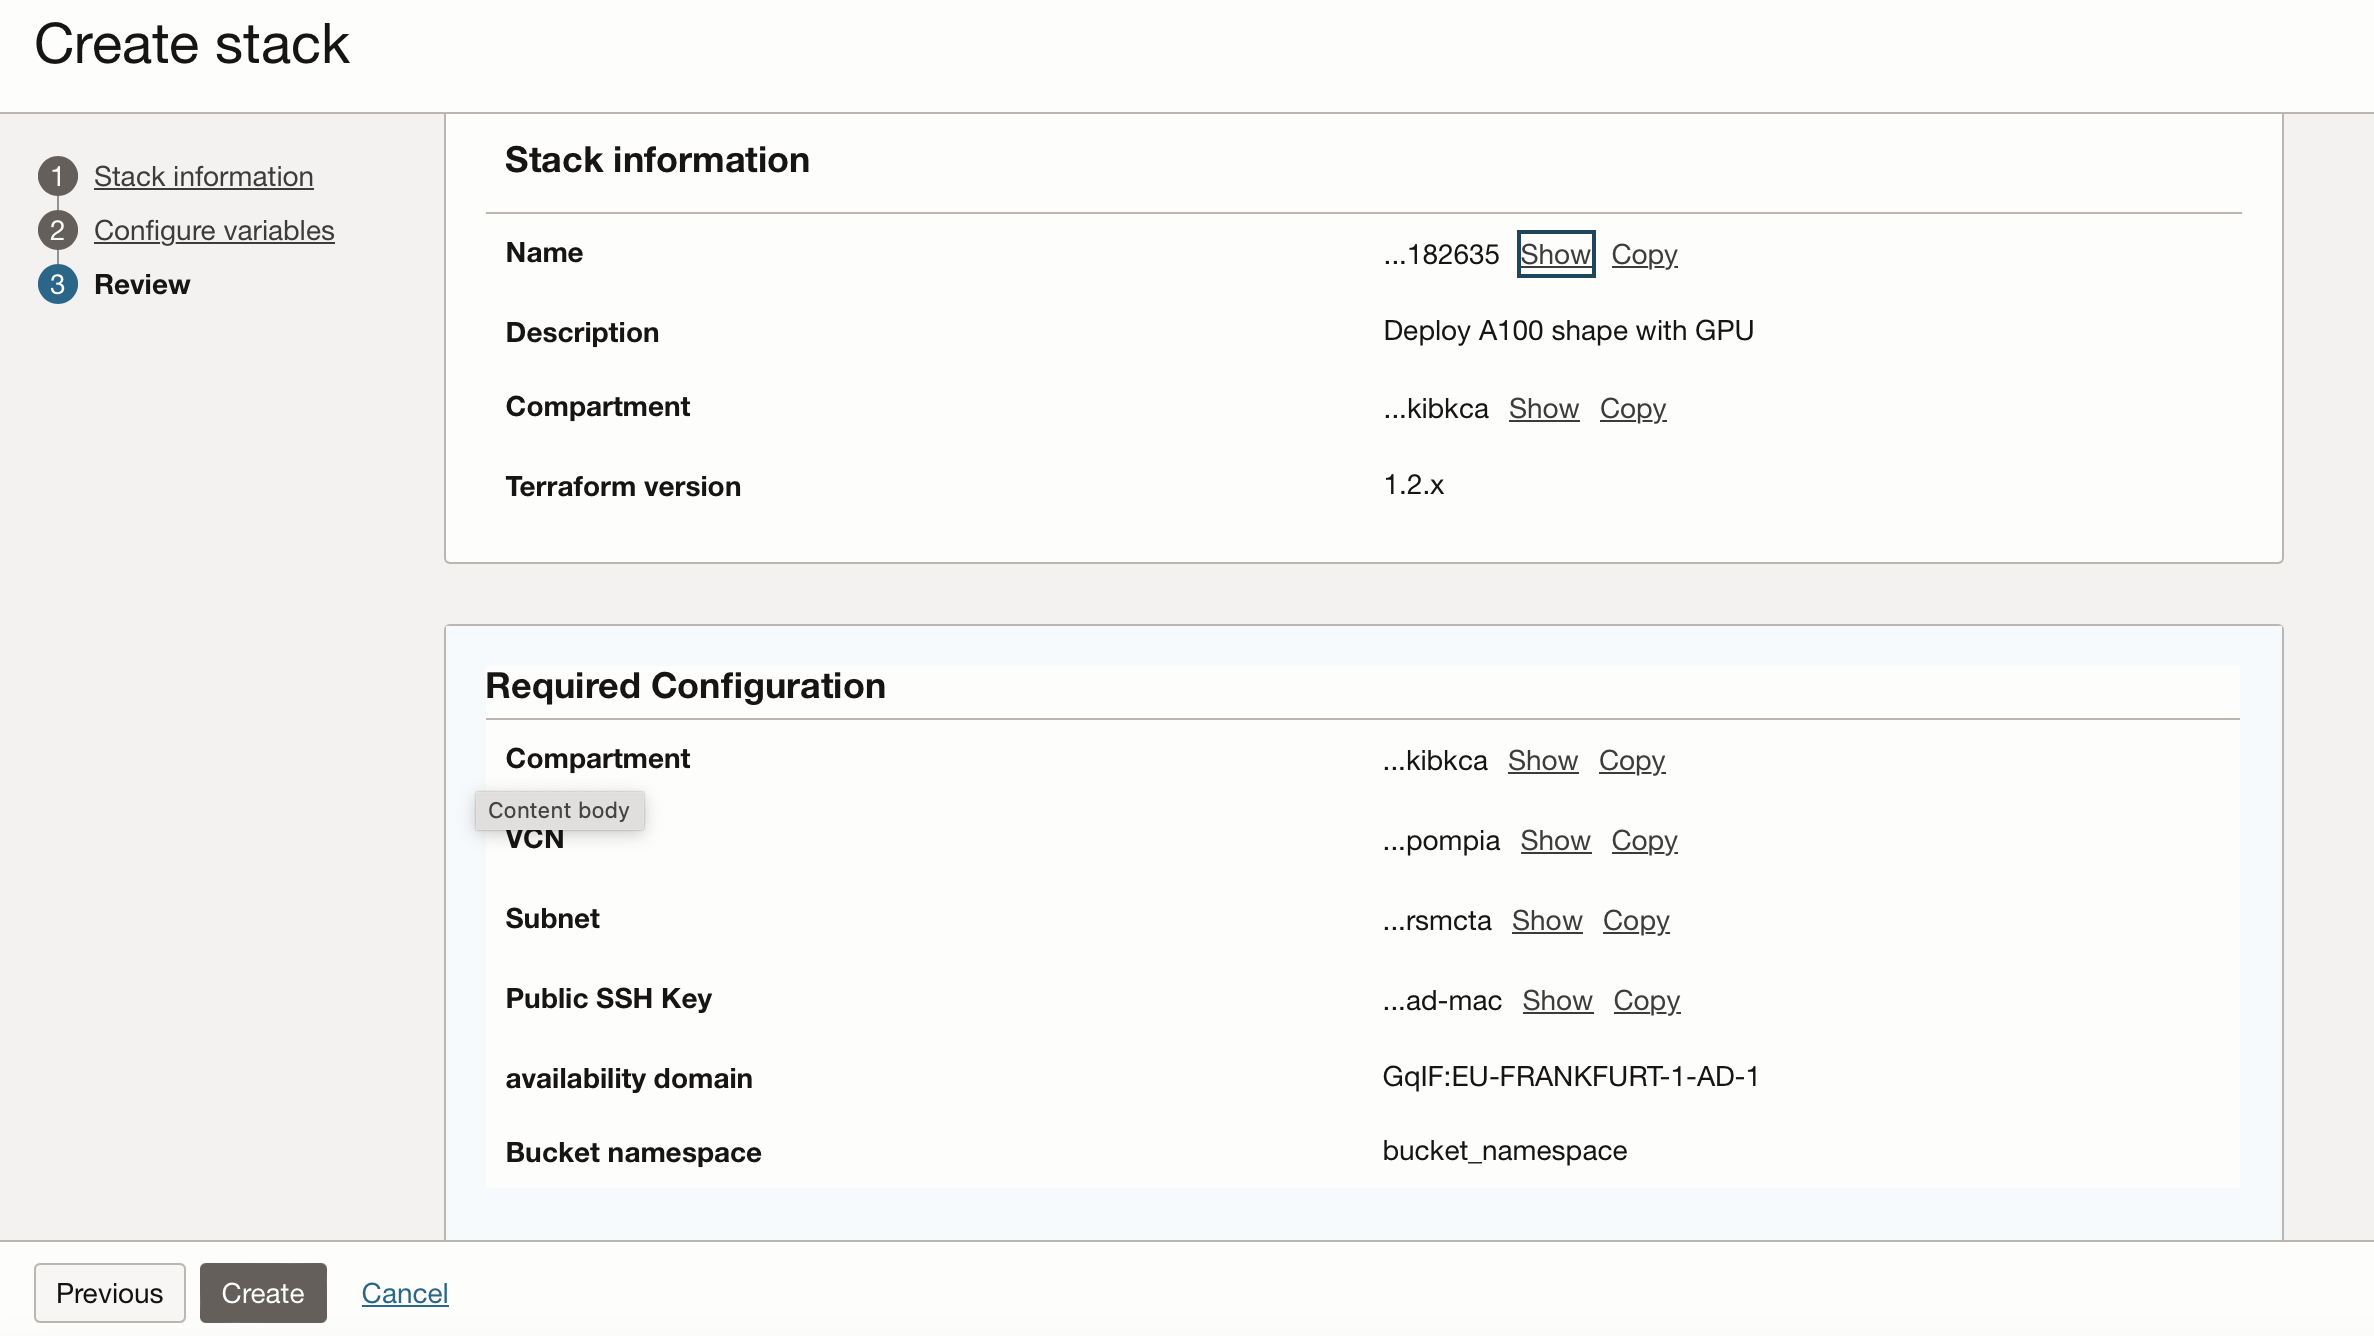 Create stack
1 Stack information
2 Configure variables
3 Review
Stack information
Name ...182635 Show Copy
Description Deploy A100 shape with GPU
Compartment ...kibkca Show Copy
Terraform version 1.2.x
Required Configuration
Compartment ...kibkca Show Copy
Content body
VCN ...pompia Show Copy
Subnet ...rsmcta Show Copy
Public SSH Key ...ad-mac Show Copy
availability domain GqIF:EU-FRANKFURT-1-AD-1
Bucket namespace bucket_namespace
Previous Create Cancel